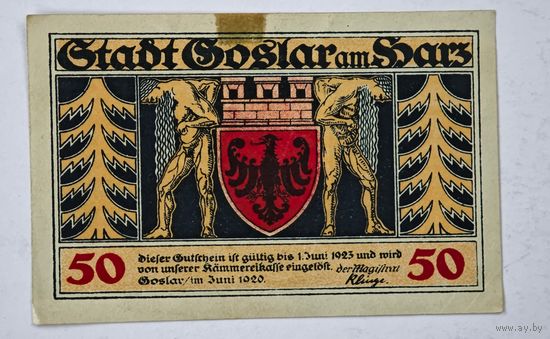 Stadt Goslar am Harz
50
dieser Gutschein ist gültig bis 1. Juni 1923 und wird
von unserer Kämmereikasse eingelöst. der Magistrat
Goslar/im Juni 1920. Klinge.
50
www.ay.by